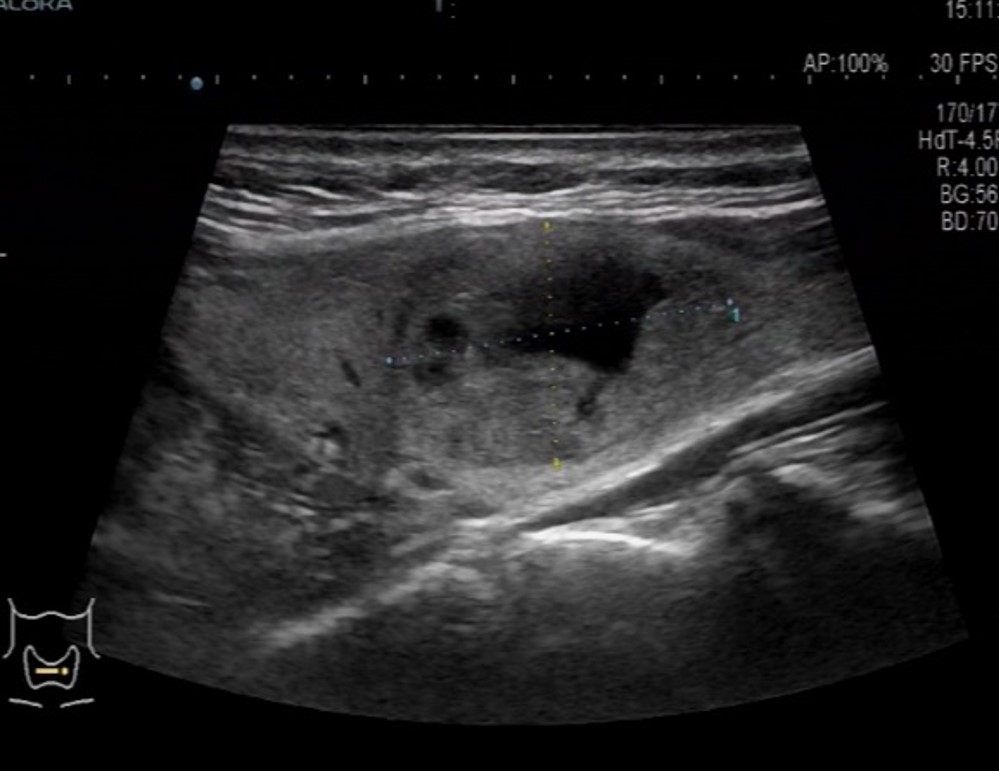 ALOKA
15:11:
AP:100% 30 FPS
170/17
HdT-4.5
R:4.00
BG:56
BD:70
1